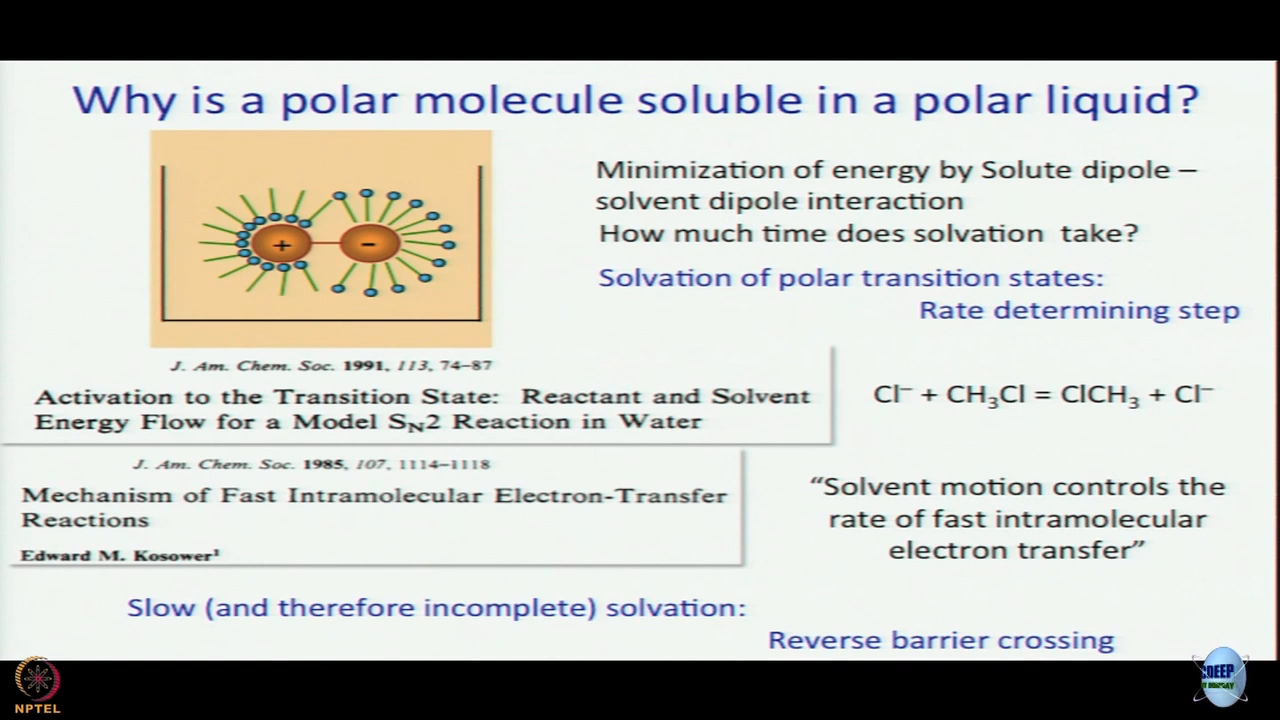 Why is a polar molecule soluble in a polar liquid?
+ –
Minimization of energy by Solute dipole –
solvent dipole interaction
How much time does solvation take?
Solvation of polar transition states:
Rate determining step
J. Am. Chem. Soc. 1991, 113, 74–87
Activation to the Transition State: Reactant and Solvent
Energy Flow for a Model SN2 Reaction in Water
Cl⁻ + CH₃Cl = ClCH₃ + Cl⁻
J. Am. Chem. Soc. 1985, 107, 1114–1118
Mechanism of Fast Intramolecular Electron-Transfer
Reactions
Edward M. Kosower¹
“Solvent motion controls the
rate of fast intramolecular
electron transfer”
Slow (and therefore incomplete) solvation:
Reverse barrier crossing
NPTEL
CDEEP